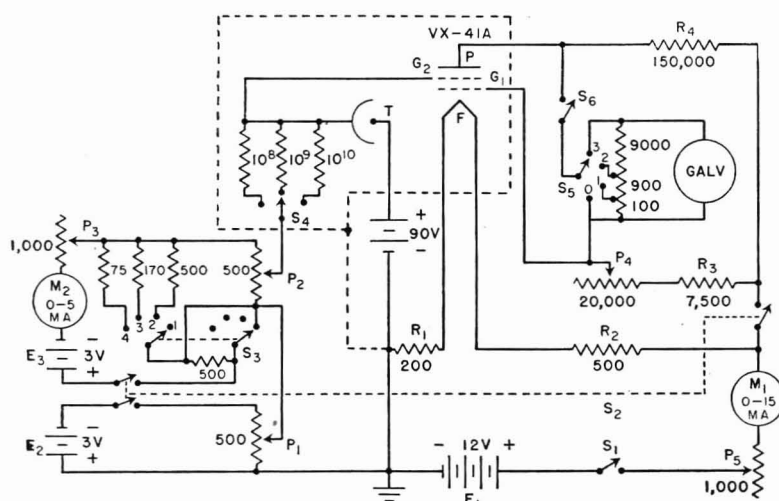 VX-41A
R4
150,000
P
G2
G1
T
F
S6
10^8
10^9
10^10
3
2
1
0
9000
900
100
GALV
S5
S4
+
90V
−
P3
1,000
75
170
500
500
P2
P4
20,000
R3
7,500
M2
0-5
MA
4
3
2
1
S3
R1
200
R2
500
E3
−
3V
+
500
S2
M1
0-15
MA
E2
−
3V
+
500
P1
− 12V +
S1
P5
1,000